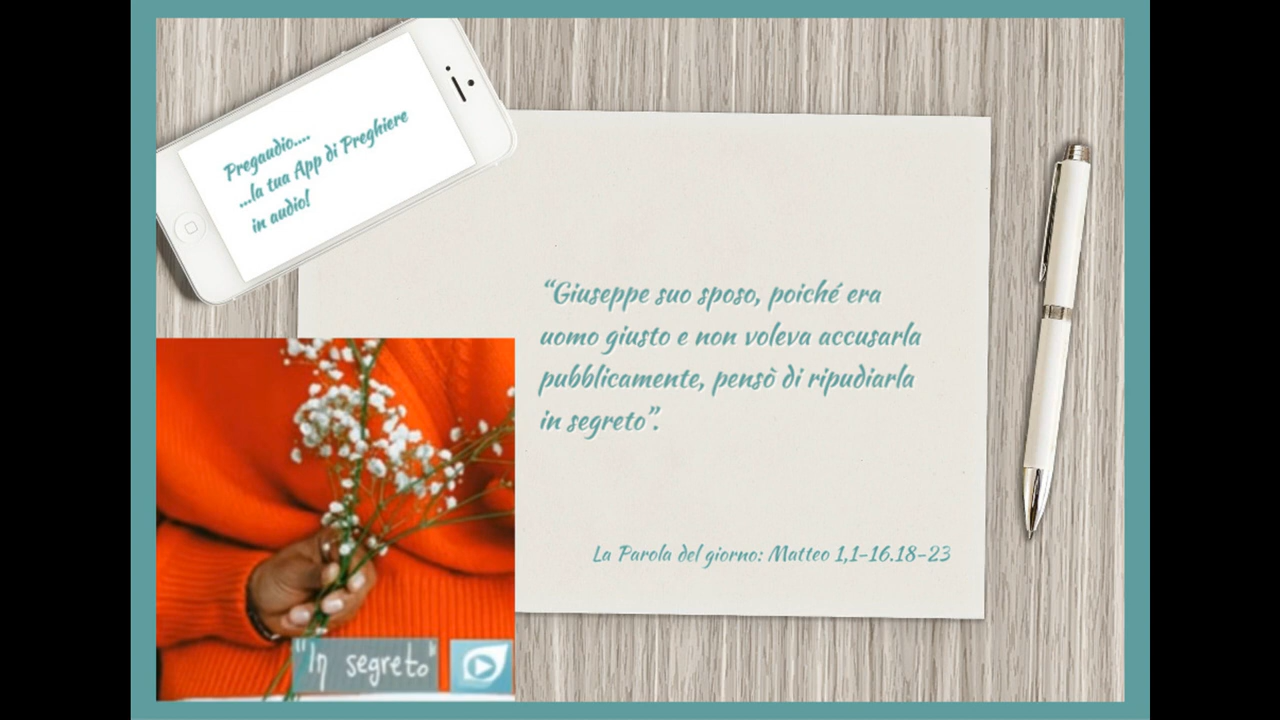 Pregaudio....
...la tua App di Preghiere
in audio!
“Giuseppe suo sposo, poiché era
uomo giusto e non voleva accusarla
pubblicamente, pensò di ripudiarla
in segreto”.
La Parola del giorno: Matteo 1,1-16.18-23
"In segreto"